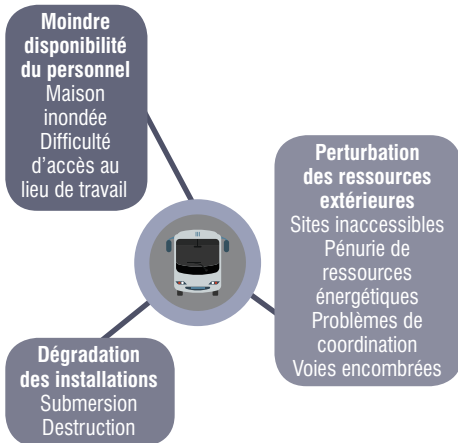 Moindre
disponibilité
du personnel
Maison
inondée
Difficulté
d'accès au
lieu de travail
Perturbation
des ressources
extérieures
Sites inaccessibles
Pénurie de
ressources
énergétiques
Problèmes de
coordination
Voies encombrées
Dégradation
des installations
Submersion
Destruction